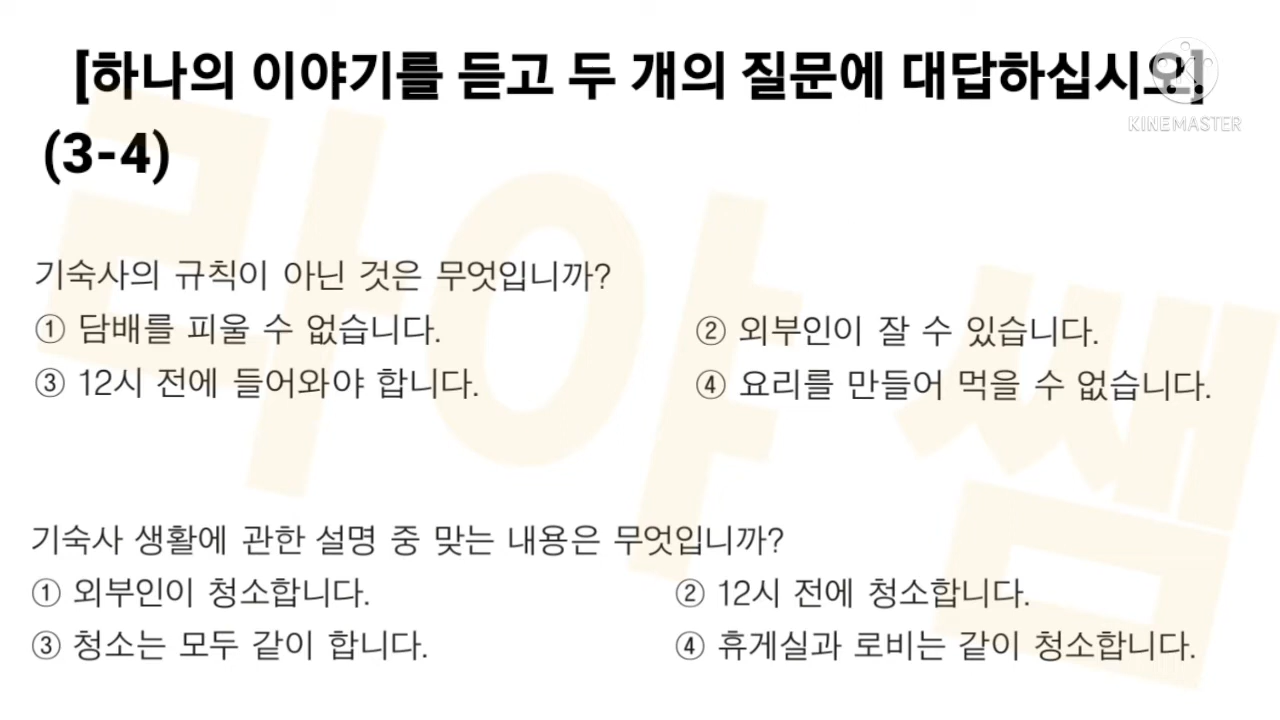 [하나의 이야기를 듣고 두 개의 질문에 대답하십시오]
KINEMASTER
(3-4)
라야쌤
기숙사의 규칙이 아닌 것은 무엇입니까?
① 담배를 피울 수 없습니다. ② 외부인이 잘 수 있습니다.
③ 12시 전에 들어와야 합니다. ④ 요리를 만들어 먹을 수 없습니다.
기숙사 생활에 관한 설명 중 맞는 내용은 무엇입니까?
① 외부인이 청소합니다. ② 12시 전에 청소합니다.
③ 청소는 모두 같이 합니다. ④ 휴게실과 로비는 같이 청소합니다.